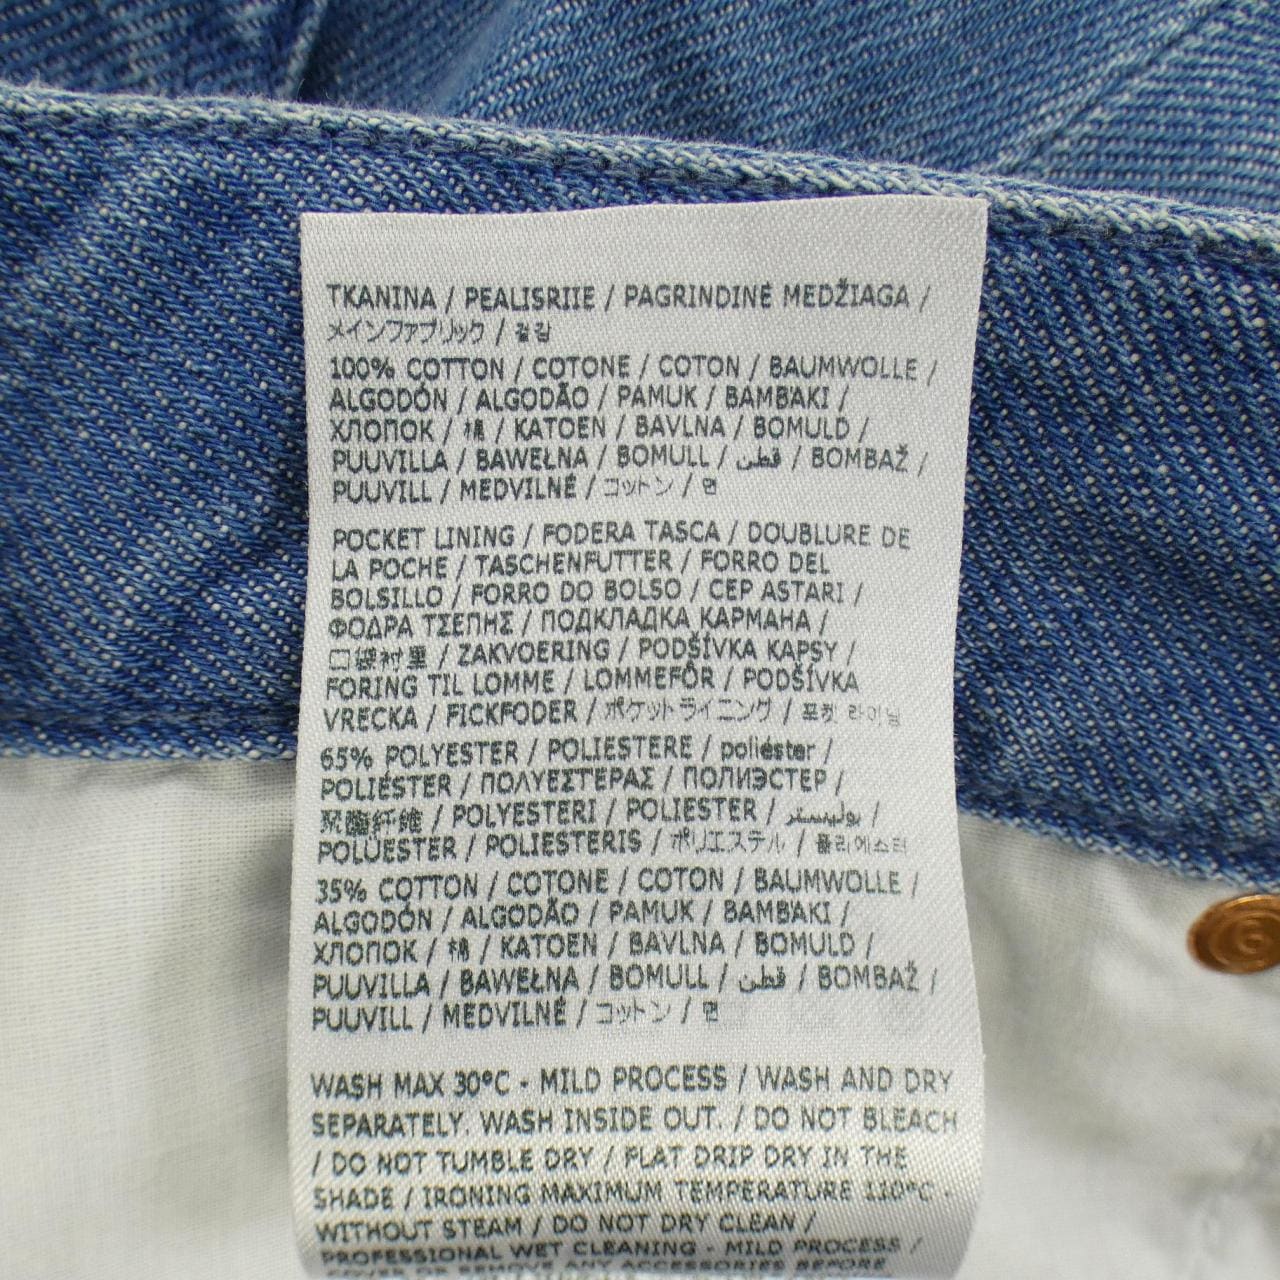 TKANINA / PEALISRIIE / PAGRINDINĖ MEDŽIAGA /
メインファブリック / 겉감
100% COTTON / COTONE / COTON / BAUMWOLLE /
ALGODÓN / ALGODÃO / PAMUK / ΒΑΜΒΆΚΙ /
ХЛОПОК / 棉 / KATOEN / BAVLNA / BOMULD /
PUUVILLA / BAWEŁNA / BOMULL / قطن / BOMBAŽ /
PUUVILL / MEDVILNĖ / コットン / 면
POCKET LINING / FODERA TASCA / DOUBLURE DE
LA POCHE / TASCHENFUTTER / FORRO DEL
BOLSILLO / FORRO DO BOLSO / CEP ASTARI /
ΦΟΔΡΑ ΤΣΕΠΗΣ / ПОДКЛАДКА КАРМАНА /
口袋衬里 / ZAKVOERING / PODŠÍVKA KAPSY /
FORING TIL LOMME / LOMMEFÔR / PODŠÍVKA
VRECKA / FICKFODER / ポケットライニング / 포켓 라이닝
65% POLYESTER / POLIESTERE / poliéster /
POLIÉSTER / ΠΟΛΥΕΣΤΕΡΑΣ / ПОЛИЭСТЕР /
聚酯纤维 / POLYESTERI / POLIESTER / بوليستر /
POLÜESTER / POLIESTERIS / ポリエステル / 폴리에스터
35% COTTON / COTONE / COTON / BAUMWOLLE /
ALGODÓN / ALGODÃO / PAMUK / ΒΑΜΒΆΚΙ /
ХЛОПОК / 棉 / KATOEN / BAVLNA / BOMULD /
PUUVILLA / BAWEŁNA / BOMULL / قطن / BOMBAŽ /
PUUVILL / MEDVILNĖ / コットン / 면
WASH MAX 30°C - MILD PROCESS / WASH AND DRY
SEPARATELY. WASH INSIDE OUT. / DO NOT BLEACH
/ DO NOT TUMBLE DRY / FLAT DRIP DRY IN THE
SHADE / IRONING MAXIMUM TEMPERATURE 110°C -
WITHOUT STEAM / DO NOT DRY CLEAN /
PROFESSIONAL WET CLEANING - MILD PROCESS /
COVER OR REMOVE ANY ACCESSORIES BEFORE